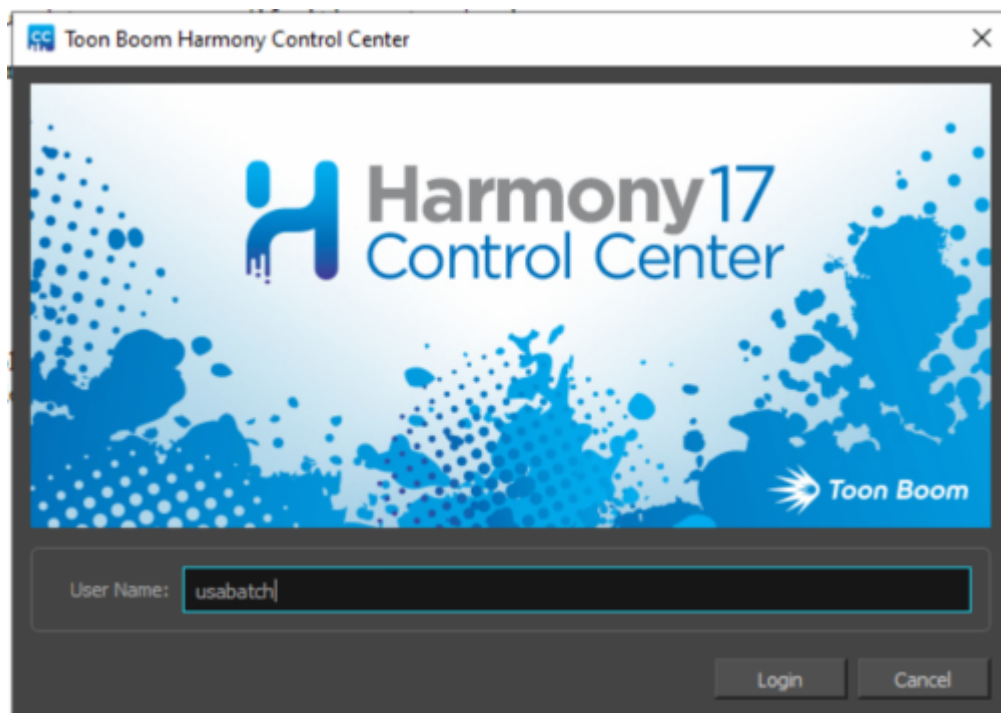 Toon Boom Harmony Control Center
Harmony17
Control Center
Toon Boom
User Name: usabatch
Login Cancel